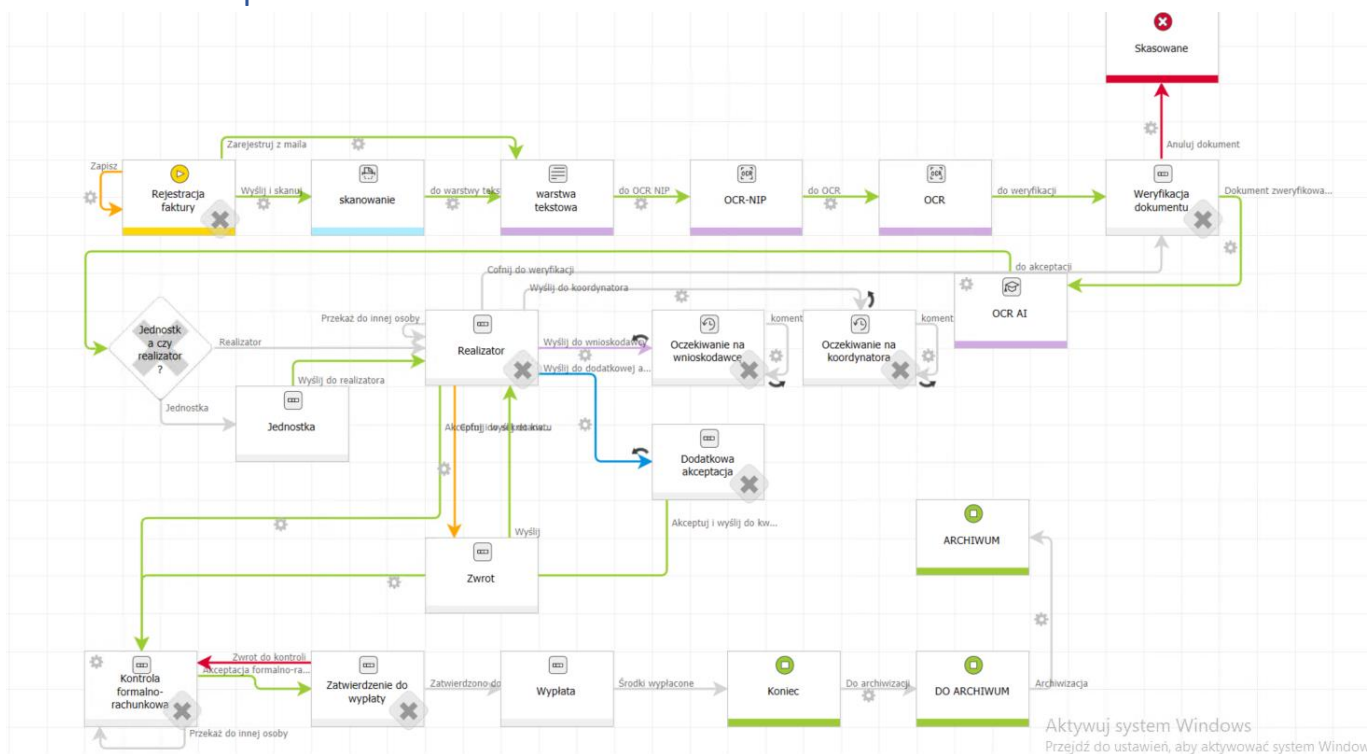 Skasowane
Anuluj dokument
Zarejestruj z maila
Zapisz
Rejestracja
faktury
Wyślij i skanuj
skanowanie
do warstwy teks
warstwa
tekstowa
do OCR NIP
OCR-NIP
do OCR
OCR
do weryfikacji
Weryfikacja
dokumentu
Dokument zweryfikowa...
Cofnij do weryfikacji
do akceptacji
OCR AI
Wyślij do koordynatora
Jednostk
a czy
realizator
?
Realizator
Przekaż do innej osoby
Realizator
Wyślij do wnioskodawcy
Oczekiwanie na
wnioskodawcę
koment
Oczekiwanie na
koordynatora
koment
Wyślij do dodatkowej a...
Wyślij do realizatora
Jednostka
Jednostka
Dodatkowa
akceptacja
Akceptuj i wyślij do kw...
Wyślij
Zwrot
ARCHIWUM
Kontrola
formalno-
rachunkowa
Zwrot do kontroli
Akceptacja formalno-ra...
Zatwierdzenie do
wypłaty
Zatwierdzono do
Wypłata
Środki wypłacone
Koniec
Do archiwizacji
DO ARCHIWUM
Archiwizacja
Przekaż do innej osoby
Aktywuj system Windows
Przejdź do ustawień, aby aktywować system Window